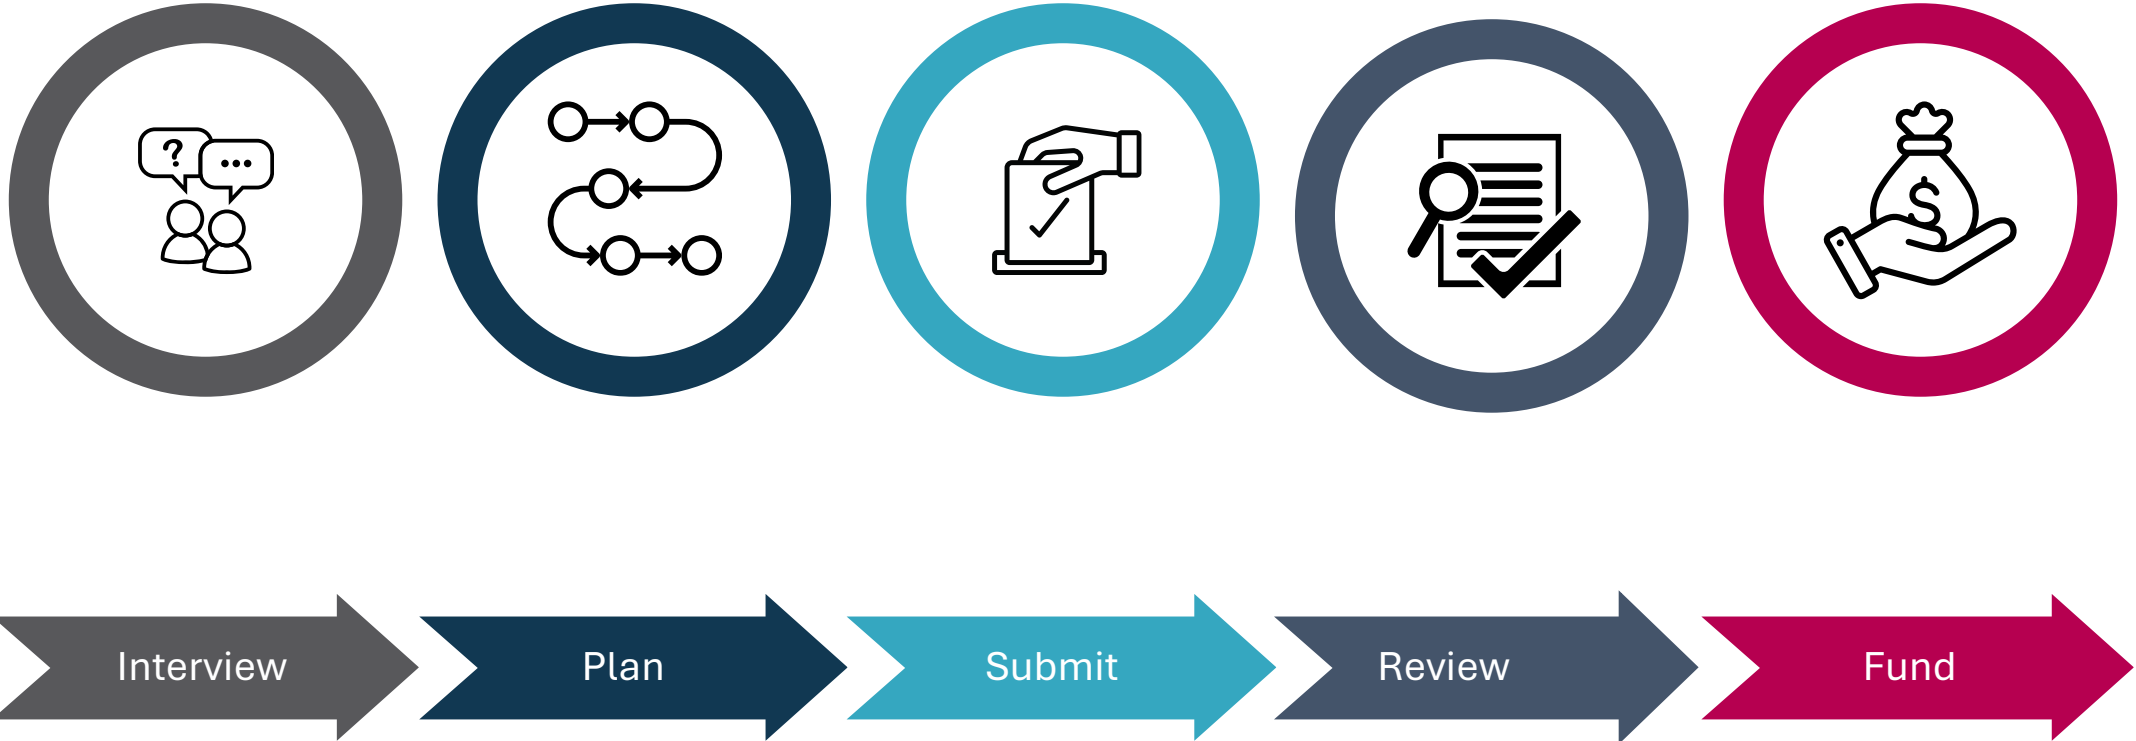 ?
$
Interview
Plan
Submit
Review
Fund